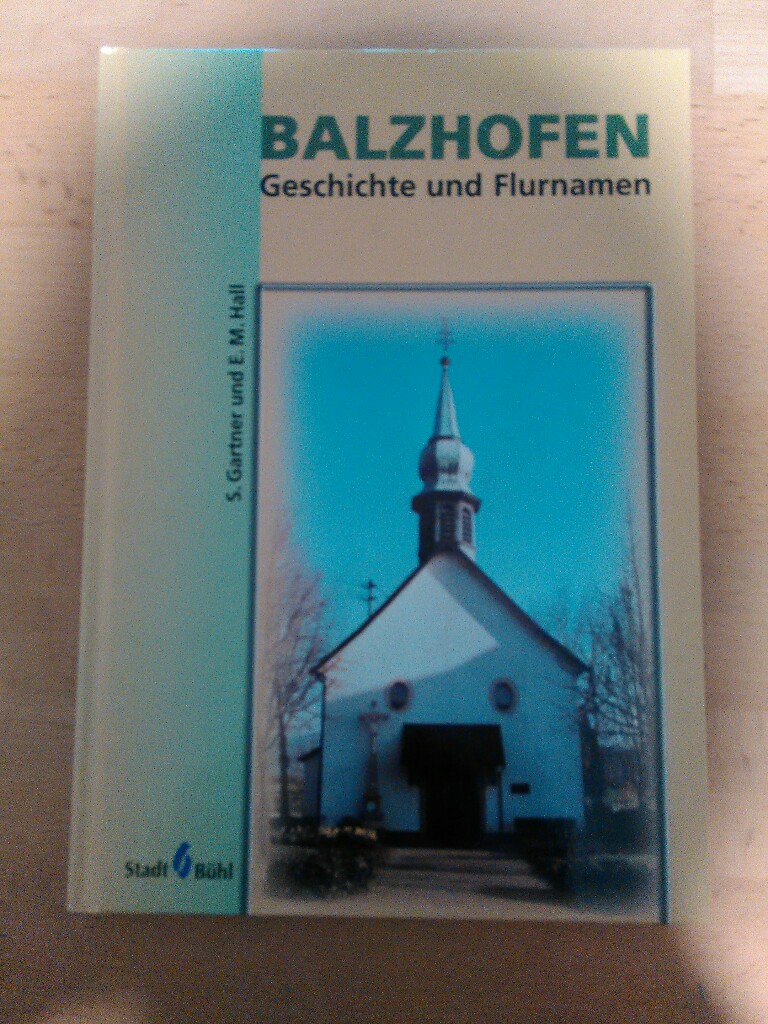 BALZHOFEN
Geschichte und Flurnamen
S. Gartner und E. M. Hall
Stadt Bühl